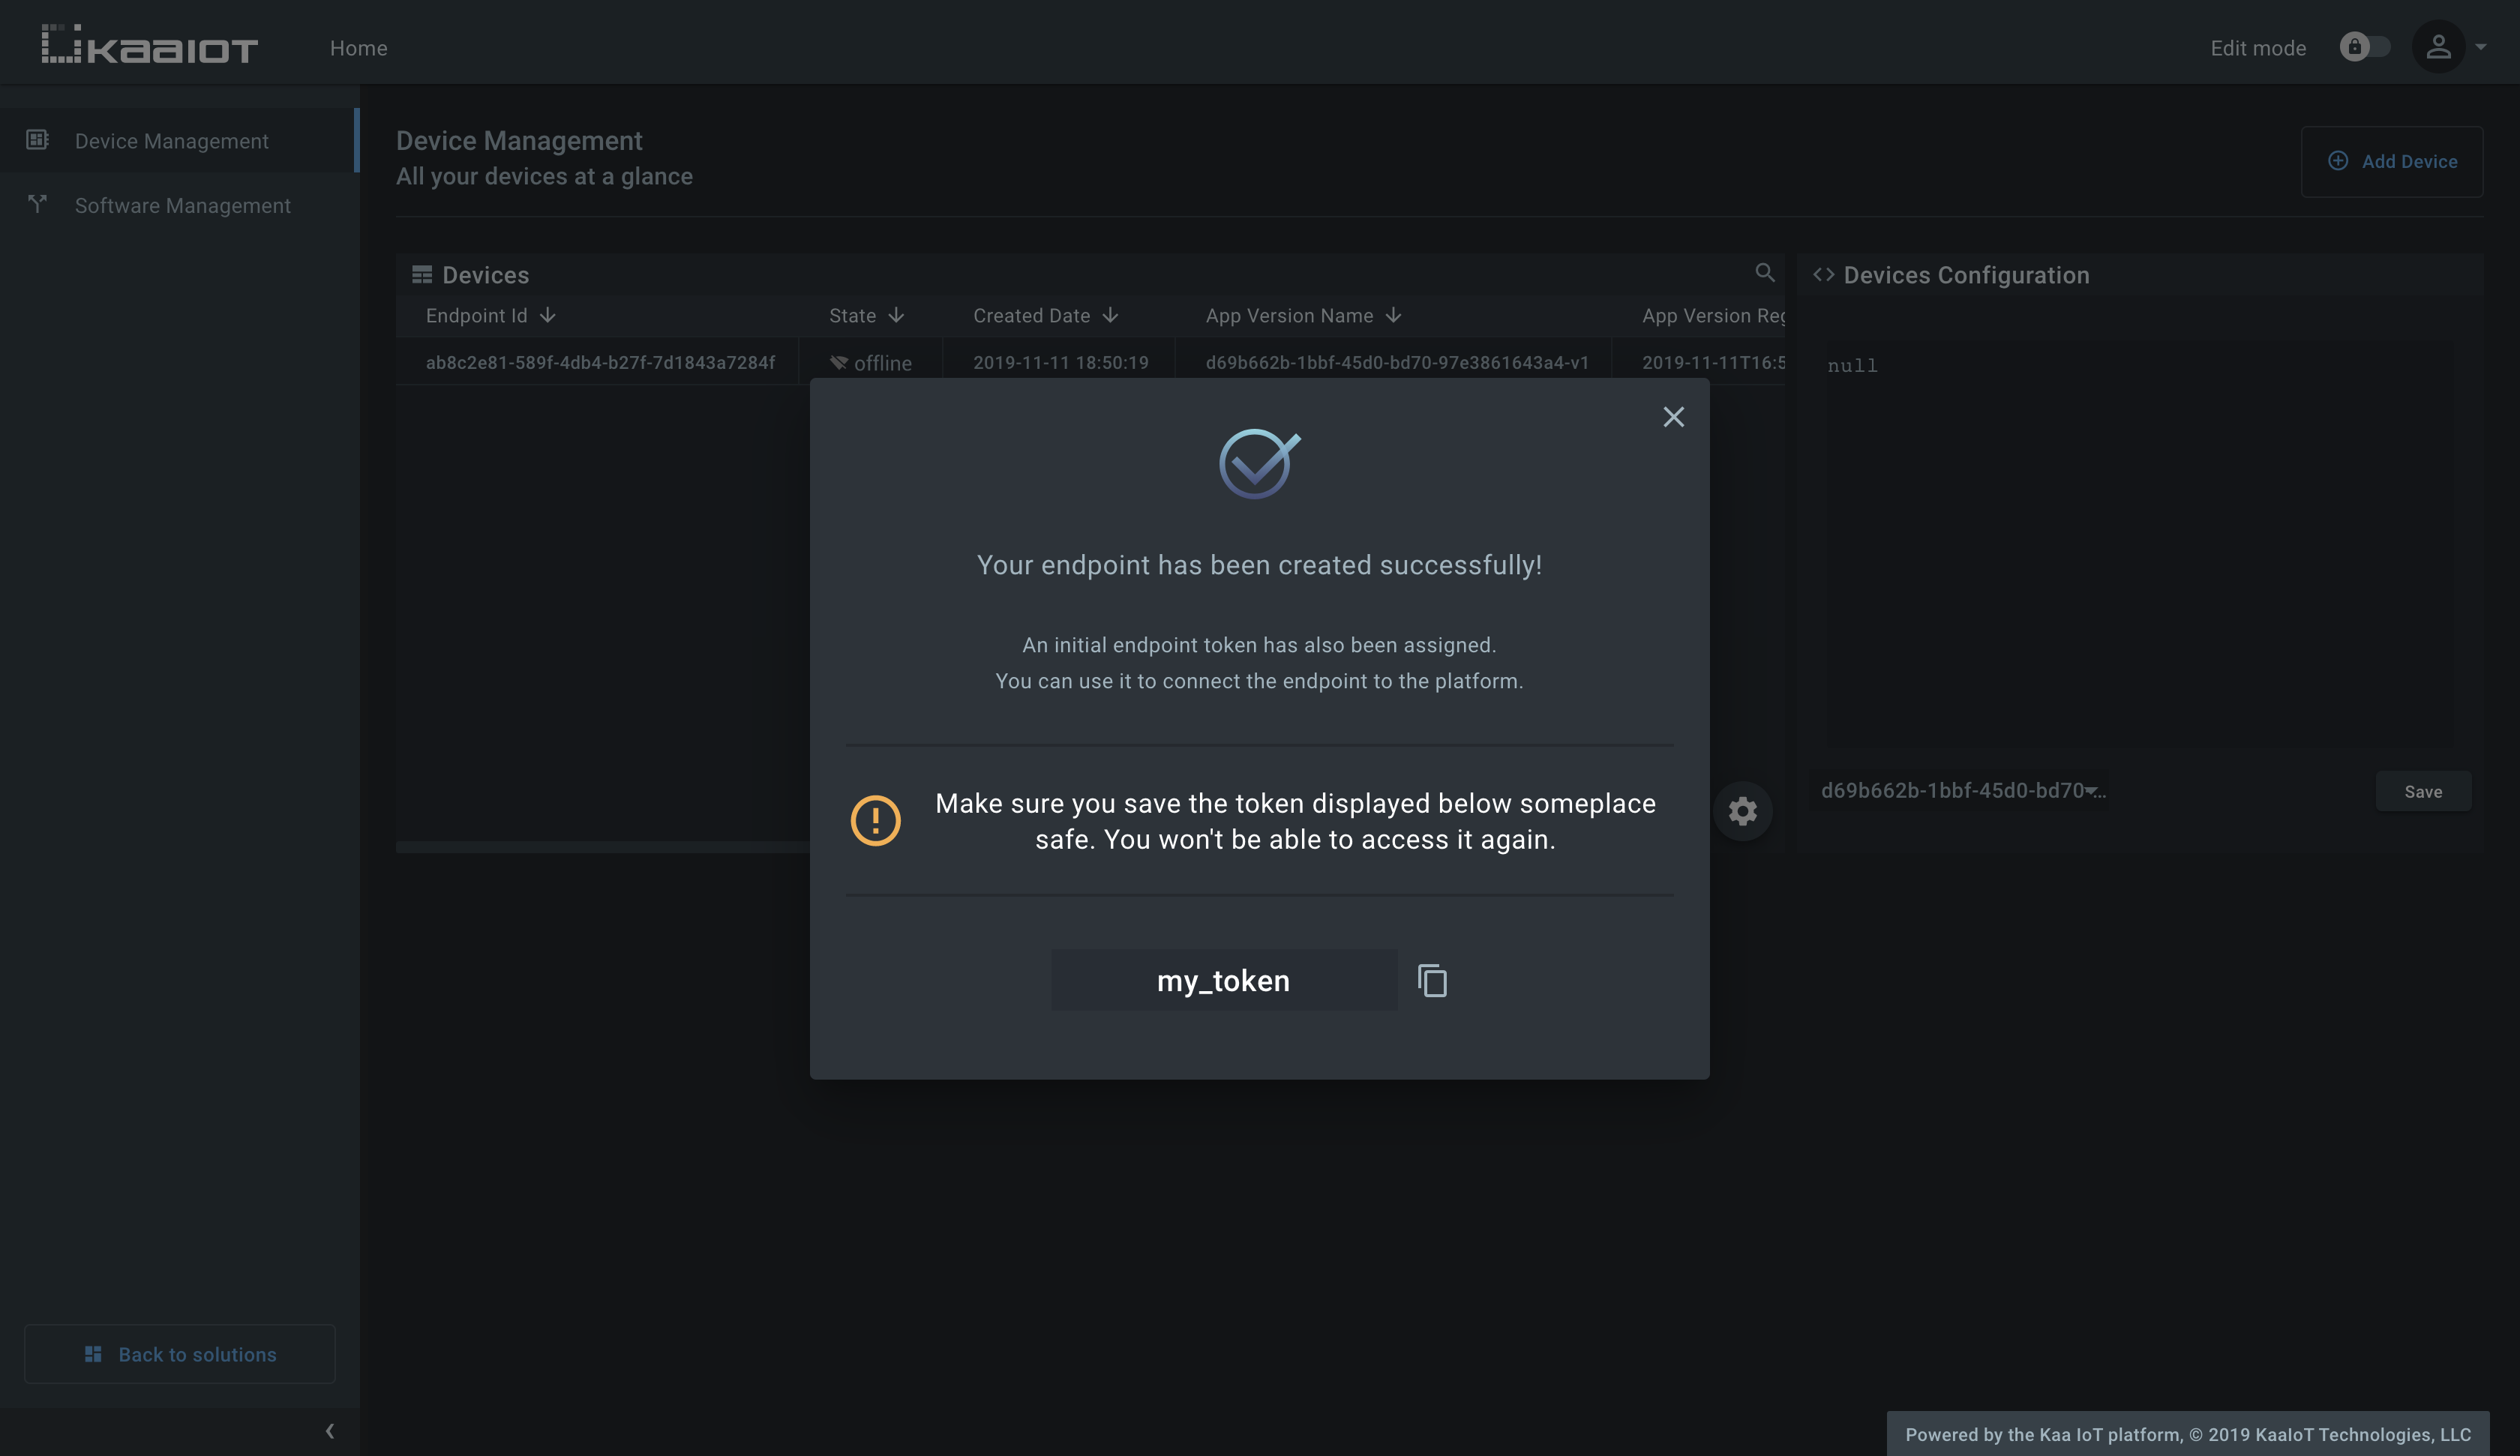 KaaIoT
Home
Edit mode
Device Management
Software Management
Device Management
All your devices at a glance
Add Device
Devices
Endpoint Id
State
Created Date
App Version Name
App Version Reg
ab8c2e81-589f-4db4-b27f-7d1843a7284f
offline
2019-11-11 18:50:19
d69b662b-1bbf-45d0-bd70-97e3861643a4-v1
2019-11-11T16:5
Devices Configuration
null
d69b662b-1bbf-45d0-bd70-...
Save
Your endpoint has been created successfully!
An initial endpoint token has also been assigned.
You can use it to connect the endpoint to the platform.
Make sure you save the token displayed below someplace
safe. You won't be able to access it again.
my_token
Back to solutions
Powered by the Kaa IoT platform, © 2019 KaaIoT Technologies, LLC